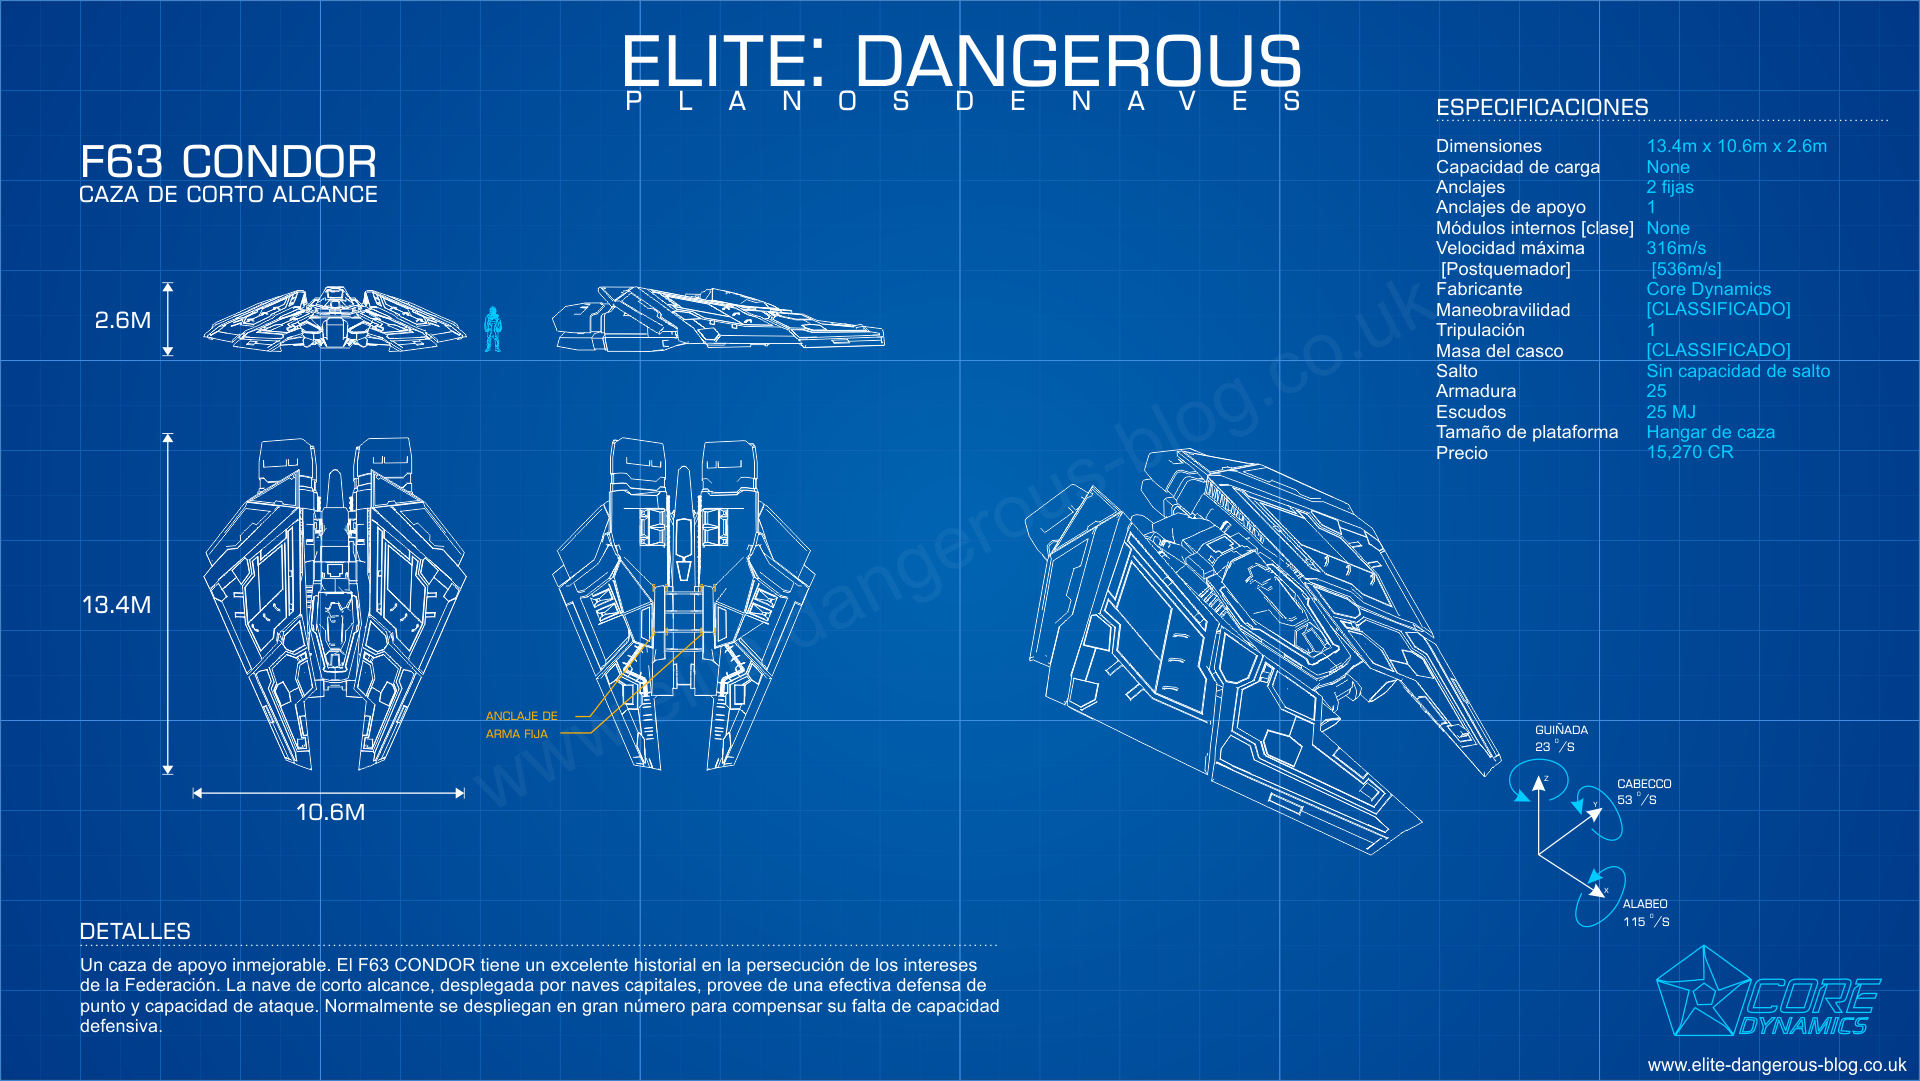 ELITE: DANGEROUS
PLANOS DE NAVES
F63 CONDOR
CAZA DE CORTO ALCANCE
ESPECIFICACIONES
Dimensiones 13.4m x 10.6m x 2.6m
Capacidad de carga None
Anclajes 2 fijas
Anclajes de apoyo 1
Módulos internos [clase] None
Velocidad máxima 316m/s
[Postquemador] [536m/s]
Fabricante Core Dynamics
Maneobravilidad [CLASSIFICADO]
Tripulación 1
Masa del casco [CLASSIFICADO]
Salto Sin capacidad de salto
Armadura 25
Escudos 25 MJ
Tamaño de plataforma Hangar de caza
Precio 15,270 CR
2.6M
13.4M
10.6M
ANCLAJE DE
ARMA FIJA
www.elite-dangerous-blog.co.uk
GUIÑADA
23 °/S
Z
CABECCO
53 °/S
Y
X
ALABEO
115 °/S
DETALLES
Un caza de apoyo inmejorable. El F63 CONDOR tiene un excelente historial en la persecución de los intereses
de la Federación. La nave de corto alcance, desplegada por naves capitales, provee de una efectiva defensa de
punto y capacidad de ataque. Normalmente se despliegan en gran número para compensar su falta de capacidad
defensiva.
CORE
DYNAMICS
www.elite-dangerous-blog.co.uk